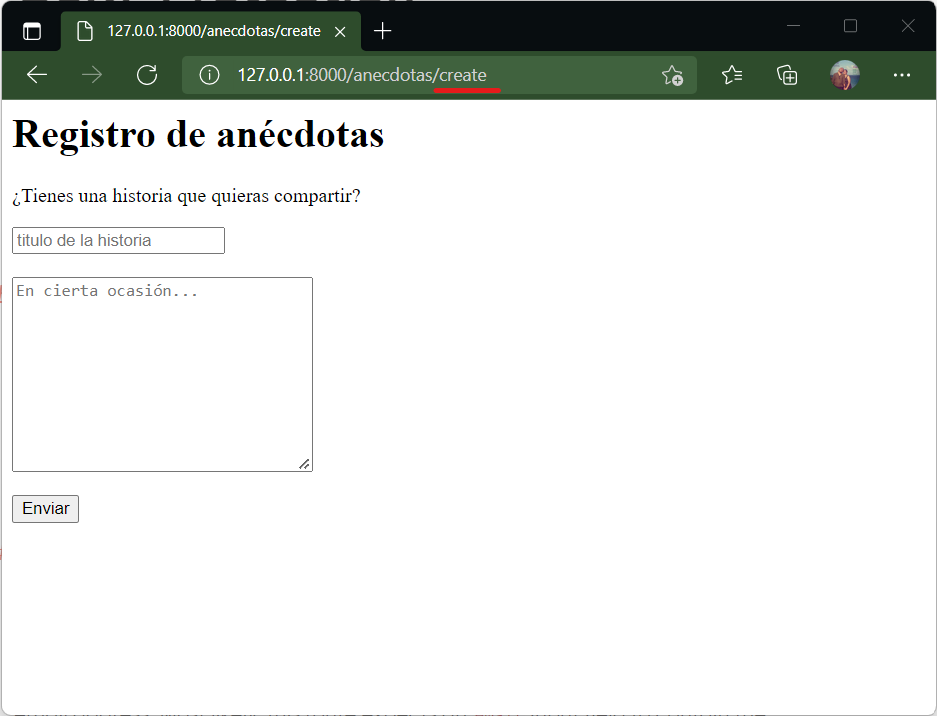 127.0.0.1:8000/anecdotas/create
127.0.0.1:8000/anecdotas/create
Registro de anécdotas
¿Tienes una historia que quieras compartir?
titulo de la historia
En cierta ocasión...
Enviar